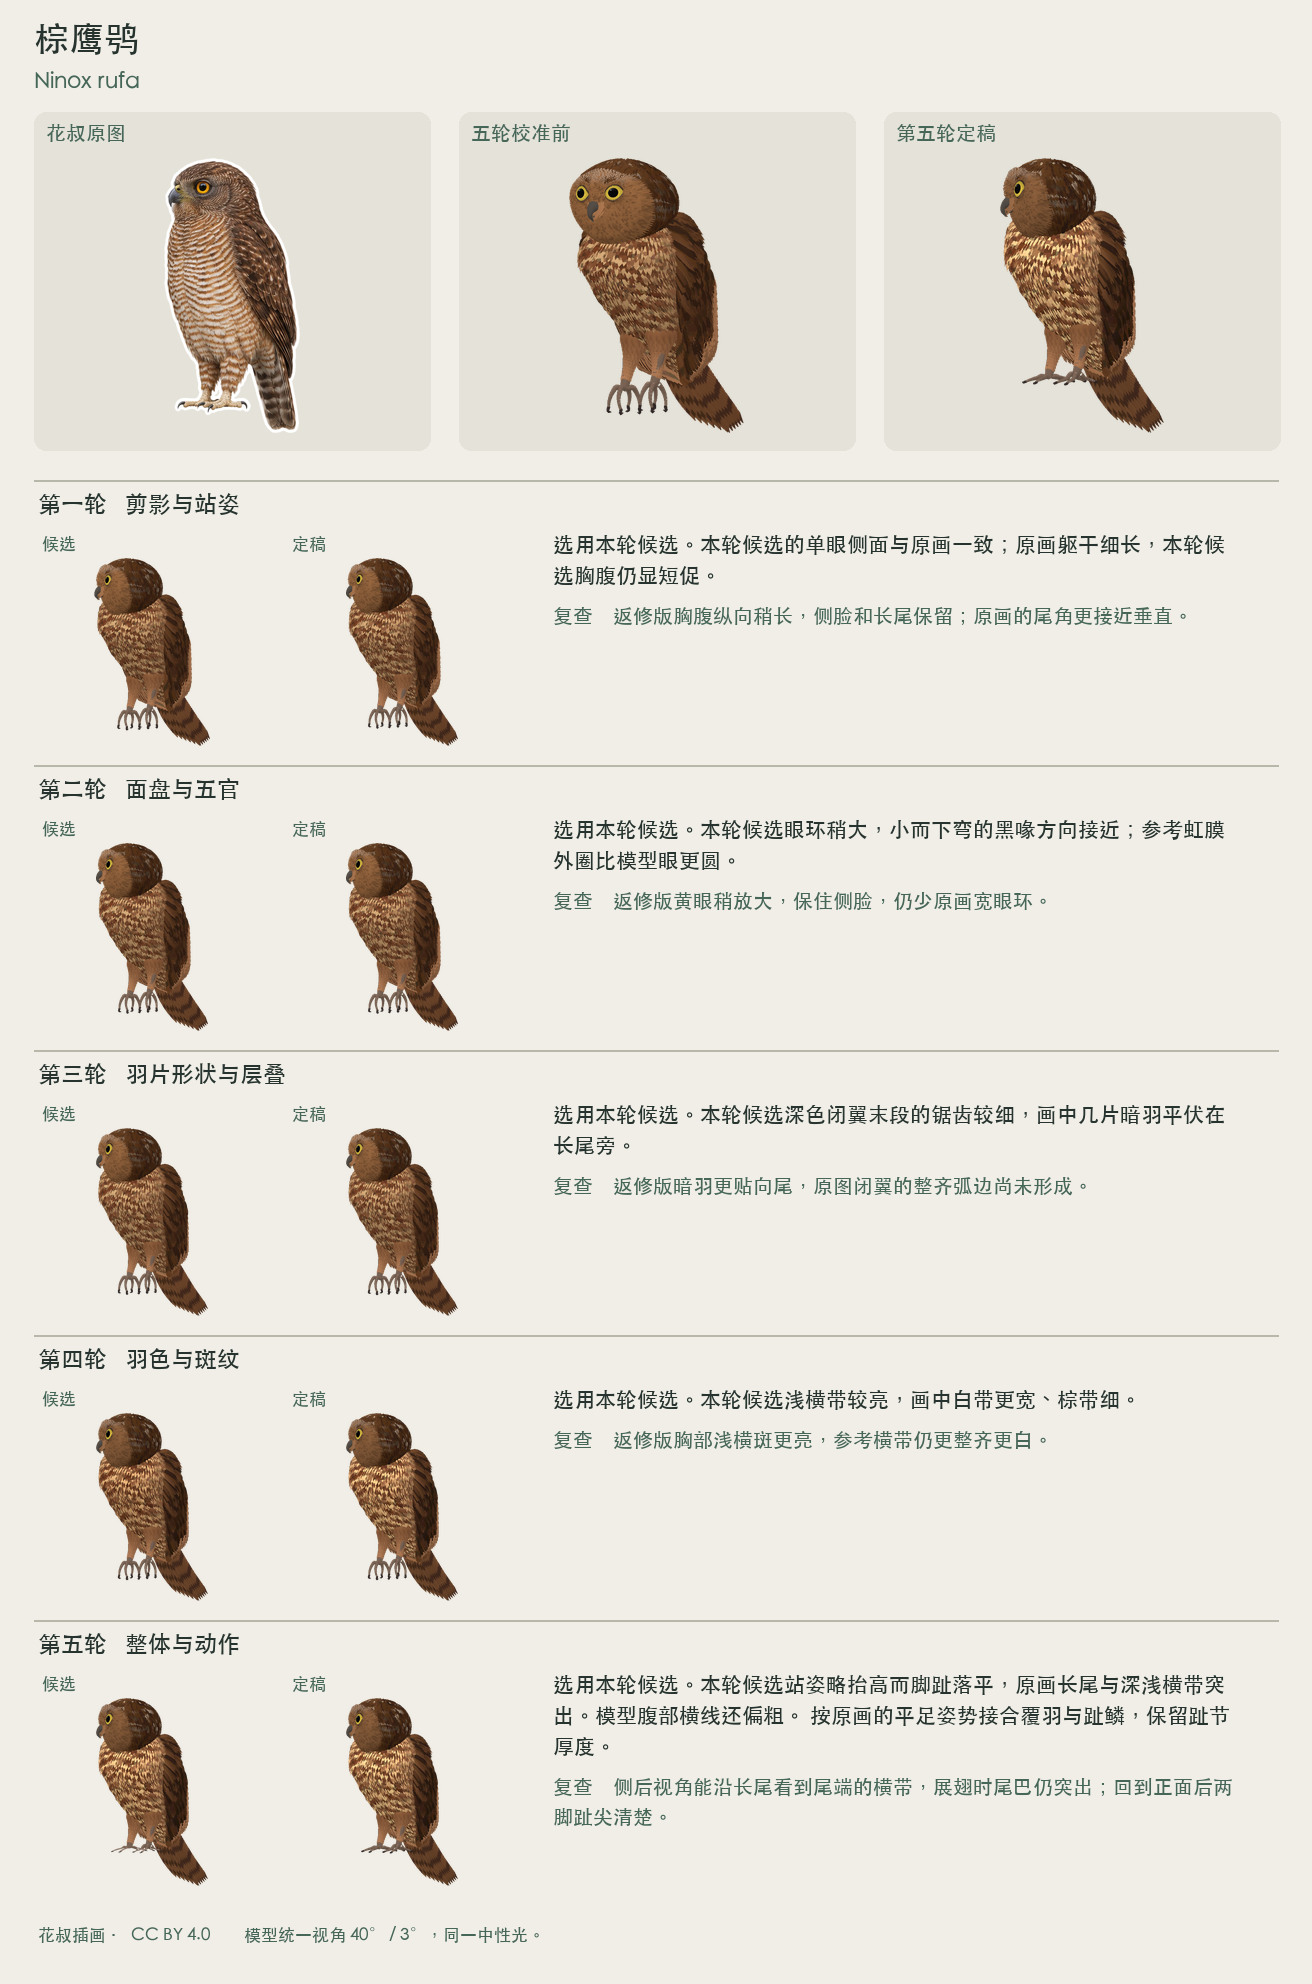 棕鹰鸮
Ninox rufa
花叔原图
五轮校准前
第五轮定稿
第一轮 剪影与站姿
候选
定稿
选用本轮候选。本轮候选的单眼侧面与原画一致；原画躯干细长，本轮候
选胸腹仍显短促。
复查 返修版胸腹纵向稍长，侧脸和长尾保留；原画的尾角更接近垂直。
第二轮 面盘与五官
候选
定稿
选用本轮候选。本轮候选眼环稍大，小而下弯的黑喙方向接近；参考虹膜
外圈比模型眼更圆。
复查 返修版黄眼稍放大，保住侧脸，仍少原画宽眼环。
第三轮 羽片形状与层叠
候选
定稿
选用本轮候选。本轮候选深色闭翼末段的锯齿较细，画中几片暗羽平伏在
长尾旁。
复查 返修版暗羽更贴向尾，原图闭翼的整齐弧边尚未形成。
第四轮 羽色与斑纹
候选
定稿
选用本轮候选。本轮候选浅横带较亮，画中白带更宽、棕带细。
复查 返修版胸部浅横斑更亮，参考横带仍更整齐更白。
第五轮 整体与动作
候选
定稿
选用本轮候选。本轮候选站姿略抬高而脚趾落平，原画长尾与深浅横带突
出。模型腹部横线还偏粗。 按原画的平足姿势接合覆羽与趾鳞，保留趾节
厚度。
复查 侧后视角能沿长尾看到尾端的横带，展翅时尾巴仍突出；回到正面后两
脚趾尖清楚。
花叔插画 · CC BY 4.0 模型统一视角 40° / 3°，同一中性光。